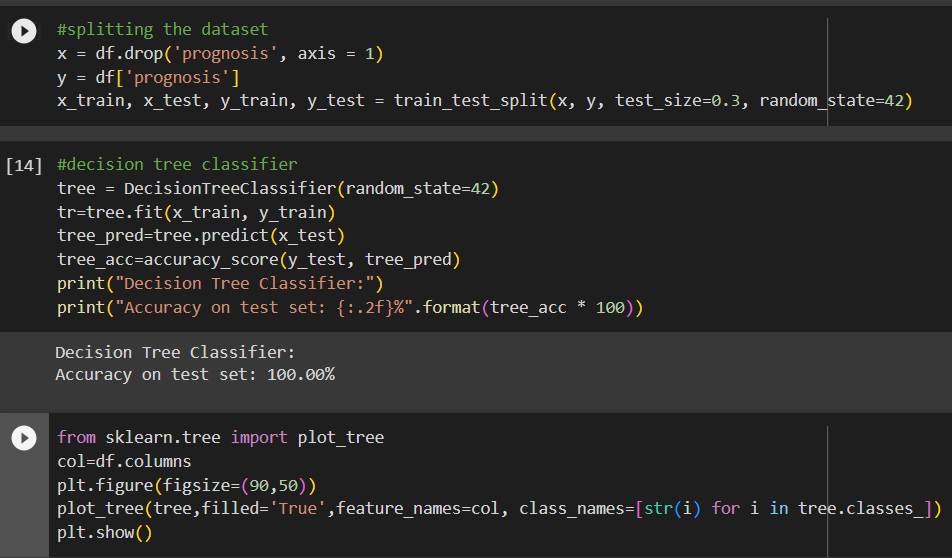 #splitting the dataset
x = df.drop('prognosis', axis = 1)
y = df['prognosis']
x_train, x_test, y_train, y_test = train_test_split(x, y, test_size=0.3, random_state=42)
[14] #decision tree classifier
tree = DecisionTreeClassifier(random_state=42)
tr=tree.fit(x_train, y_train)
tree_pred=tree.predict(x_test)
tree_acc=accuracy_score(y_test, tree_pred)
print("Decision Tree Classifier:")
print("Accuracy on test set: {:.2f}%".format(tree_acc * 100))
Decision Tree Classifier:
Accuracy on test set: 100.00%
from sklearn.tree import plot_tree
col=df.columns
plt.figure(figsize=(90,50))
plot_tree(tree,filled='True',feature_names=col, class_names=[str(i) for i in tree.classes_])
plt.show()